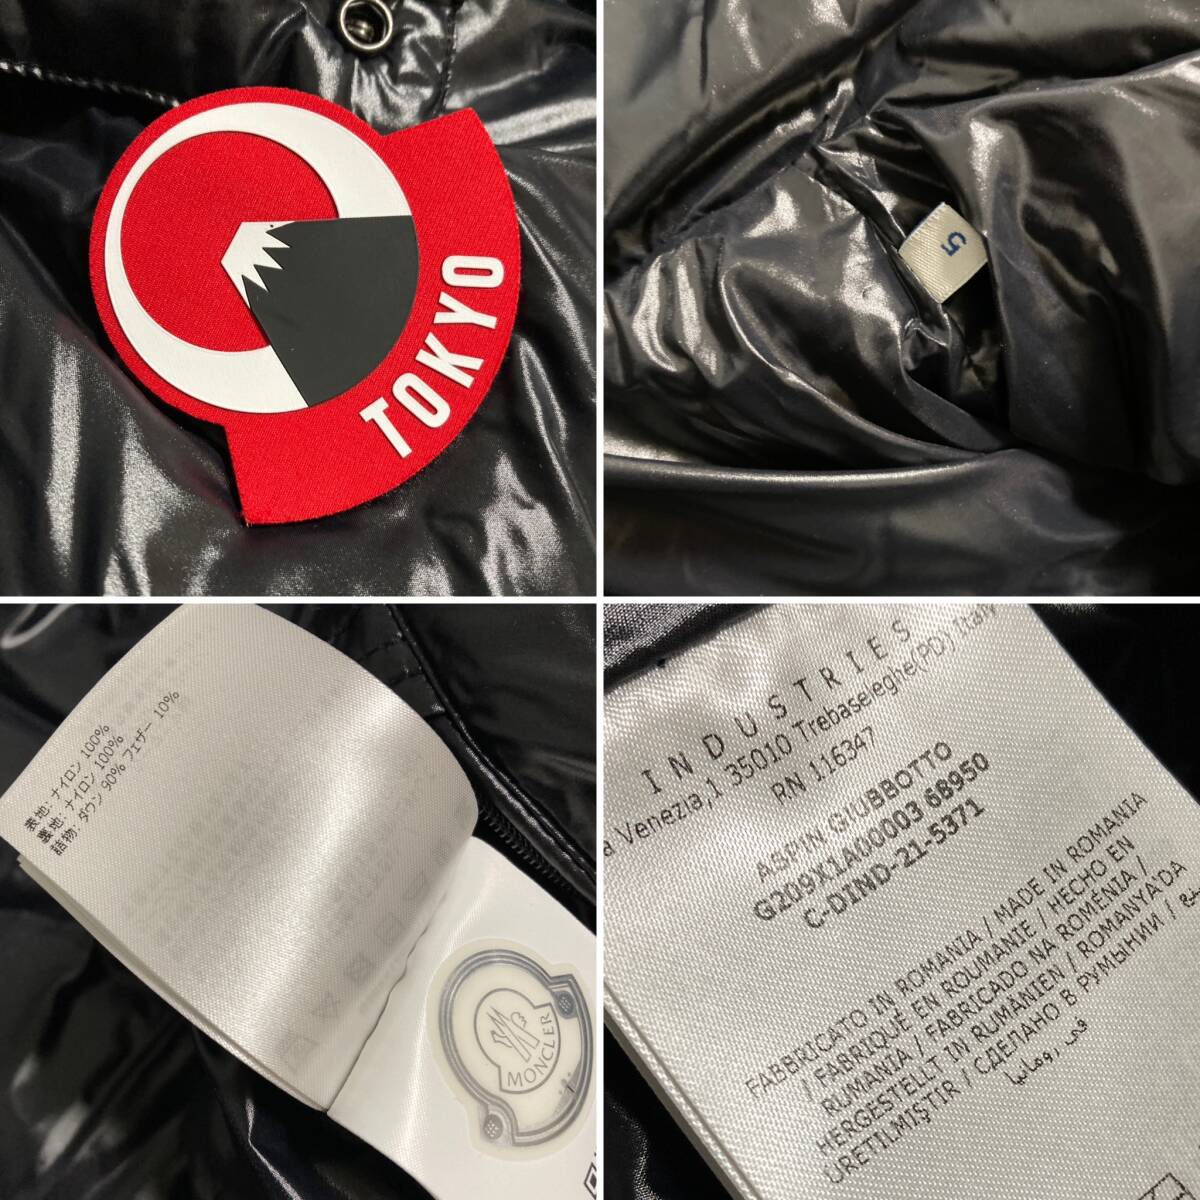 TOKYO
5
表地: ナイロン 100%
裏地: ナイロン 100%
詰物: ダウン 90% フェザー 10%
MONCLER
INDUSTRIES
a Venezia,1 35010 Trebaseleghe(PD) Italy
RN 116347
ASPIN GIUBBOTTO
G209X1A00003 68950
C-DIND-21-5371
FABBRICATO IN ROMANIA / MADE IN ROMANIA
/ FABRIQUÉ EN ROUMANIE / HECHO EN
RUMANIA / FABRICADO NA ROMÉNIA /
HERGESTELLT IN RUMÄNIEN / ROMANYA'DA
ÜRETILMIŞTIR / СДЕЛАНО В РУМЫНИИ /
في رومانيا